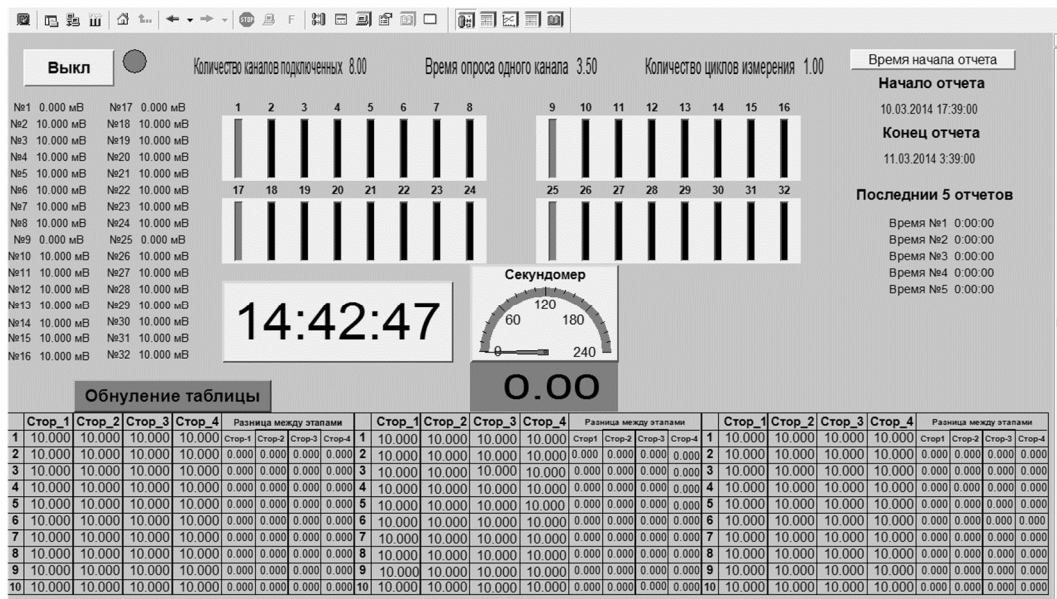 STOP F
Выкл
Количество каналов подключенных 8.00 Время опроса одного канала 3.50 Количество циклов измерения 1.00
Время начала отчета
Начало отчета
10.03.2014 17:39:00
Конец отчета
11.03.2014 3:39:00
Последнии 5 отчетов
Время №1 0:00:00
Время №2 0:00:00
Время №3 0:00:00
Время №4 0:00:00
Время №5 0:00:00
№1 0.000 мВ №17 0.000 мВ
№2 10.000 мВ №18 10.000 мВ
№3 10.000 мВ №19 10.000 мВ
№4 10.000 мВ №20 10.000 мВ
№5 10.000 мВ №21 10.000 мВ
№6 10.000 мВ №22 10.000 мВ
№7 10.000 мВ №23 10.000 мВ
№8 10.000 мВ №24 10.000 мВ
№9 0.000 мВ №25 0.000 мВ
№10 10.000 мВ №26 10.000 мВ
№11 10.000 мВ №27 10.000 мВ
№12 10.000 мВ №28 10.000 мВ
№13 10.000 мВ №29 10.000 мВ
№14 10.000 мВ №30 10.000 мВ
№15 10.000 мВ №31 10.000 мВ
№16 10.000 мВ №32 10.000 мВ
1 2 3 4 5 6 7 8 9 10 11 12 13 14 15 16
17 18 19 20 21 22 23 24 25 26 27 28 29 30 31 32
14:42:47
Секундомер
0 60 120 180 240
0.00
Обнуление таблицы
Стор_1 Стор_2 Стор_3 Стор_4 Разница между этапами Стор_1 Стор_2 Стор_3 Стор_4 Разница между этапами Стор_1 Стор_2 Стор_3 Стор_4 Разница между этапами
1 10.000 10.000 10.000 10.000 Стор-1 Стор-2 Стор-3 Стор-4 1 10.000 10.000 10.000 10.000 Стор1 Стор-2 Стор-3 Стор-4 1 10.000 10.000 10.000 10.000 Стор1 Стор-2 Стор-3 Стор-4
2 10.000 10.000 10.000 10.000 0.000 0.000 0.000 0.000 2 10.000 10.000 10.000 10.000 0.000 0.000 0.000 0.000 2 10.000 10.000 10.000 10.000 0.000 0.000 0.000 0.000
3 10.000 10.000 10.000 10.000 0.000 0.000 0.000 0.000 3 10.000 10.000 10.000 10.000 0.000 0.000 0.000 0.000 3 10.000 10.000 10.000 10.000 0.000 0.000 0.000 0.000
4 10.000 10.000 10.000 10.000 0.000 0.000 0.000 0.000 4 10.000 10.000 10.000 10.000 0.000 0.000 0.000 0.000 4 10.000 10.000 10.000 10.000 0.000 0.000 0.000 0.000
5 10.000 10.000 10.000 10.000 0.000 0.000 0.000 0.000 5 10.000 10.000 10.000 10.000 0.000 0.000 0.000 0.000 5 10.000 10.000 10.000 10.000 0.000 0.000 0.000 0.000
6 10.000 10.000 10.000 10.000 0.000 0.000 0.000 0.000 6 10.000 10.000 10.000 10.000 0.000 0.000 0.000 0.000 6 10.000 10.000 10.000 10.000 0.000 0.000 0.000 0.000
7 10.000 10.000 10.000 10.000 0.000 0.000 0.000 0.000 7 10.000 10.000 10.000 10.000 0.000 0.000 0.000 0.000 7 10.000 10.000 10.000 10.000 0.000 0.000 0.000 0.000
8 10.000 10.000 10.000 10.000 0.000 0.000 0.000 0.000 8 10.000 10.000 10.000 10.000 0.000 0.000 0.000 0.000 8 10.000 10.000 10.000 10.000 0.000 0.000 0.000 0.000
9 10.000 10.000 10.000 10.000 0.000 0.000 0.000 0.000 9 10.000 10.000 10.000 10.000 0.000 0.000 0.000 0.000 9 10.000 10.000 10.000 10.000 0.000 0.000 0.000 0.000
10 10.000 10.000 10.000 10.000 0.000 0.000 0.000 0.000 10 10.000 10.000 10.000 10.000 0.000 0.000 0.000 0.000 10 10.000 10.000 10.000 10.000 0.000 0.000 0.000 0.000